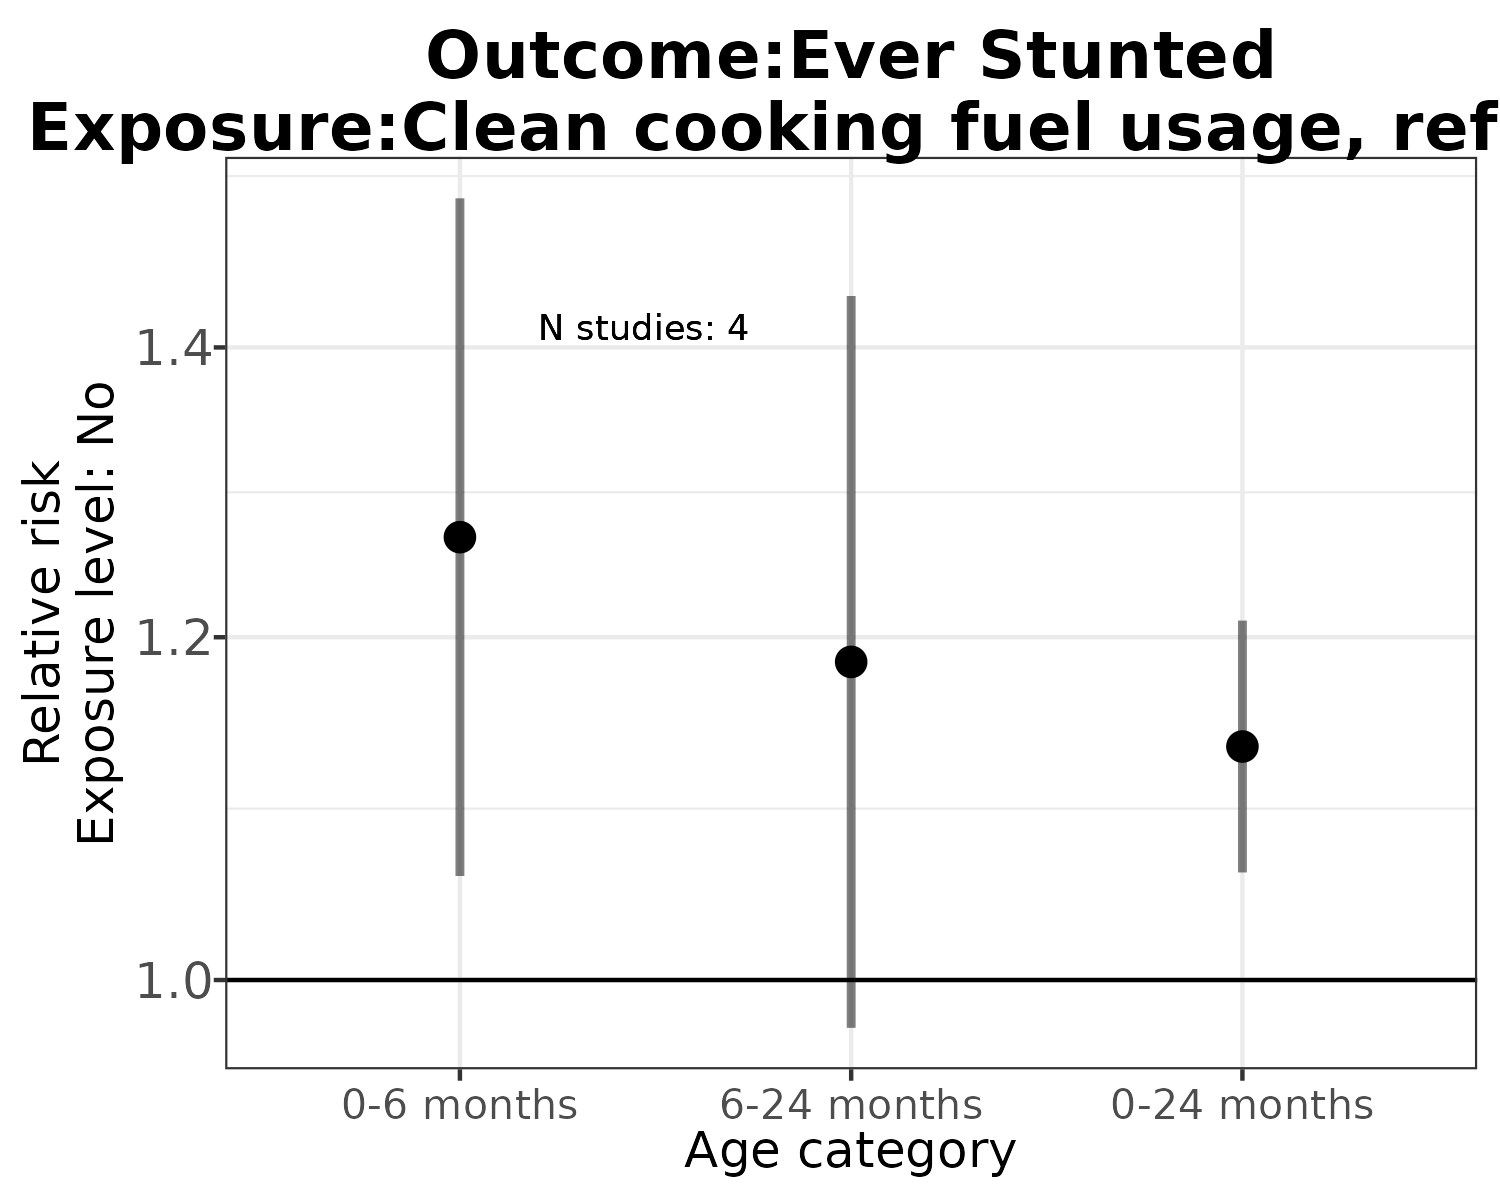 Outcome:Ever Stunted
Exposure:Clean cooking fuel usage, ref
N studies: 4
1.4
1.2
1.0
Relative risk
Exposure level: No
0-6 months
6-24 months
0-24 months
Age category